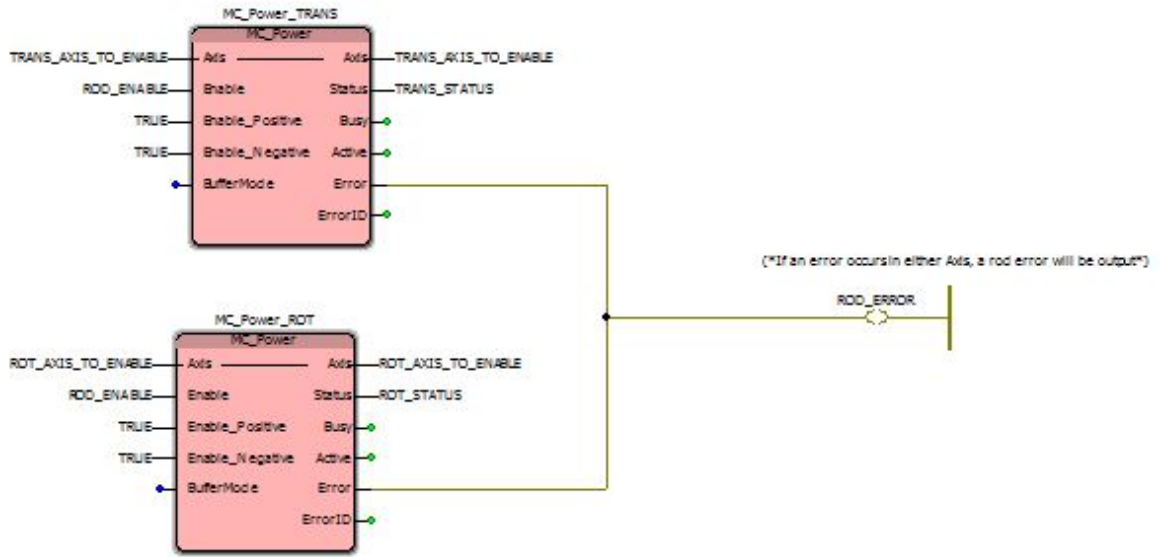 MC_Power_TRANS
MC_Power
TRANS_AXIS_TO_ENABLE Axis Axis TRANS_AXIS_TO_ENABLE
ROD_ENABLE Enable Status TRANS_STATUS
TRUE Enable_Positive Busy
TRUE Enable_Negative Active
BufferMode Error
ErrorID
(*If an error occurs in either Axis, a rod error will be output*)
ROD_ERROR
MC_Power_ROT
MC_Power
ROT_AXIS_TO_ENABLE Axis Axis ROT_AXIS_TO_ENABLE
ROD_ENABLE Enable Status ROT_STATUS
TRUE Enable_Positive Busy
TRUE Enable_Negative Active
BufferMode Error
ErrorID